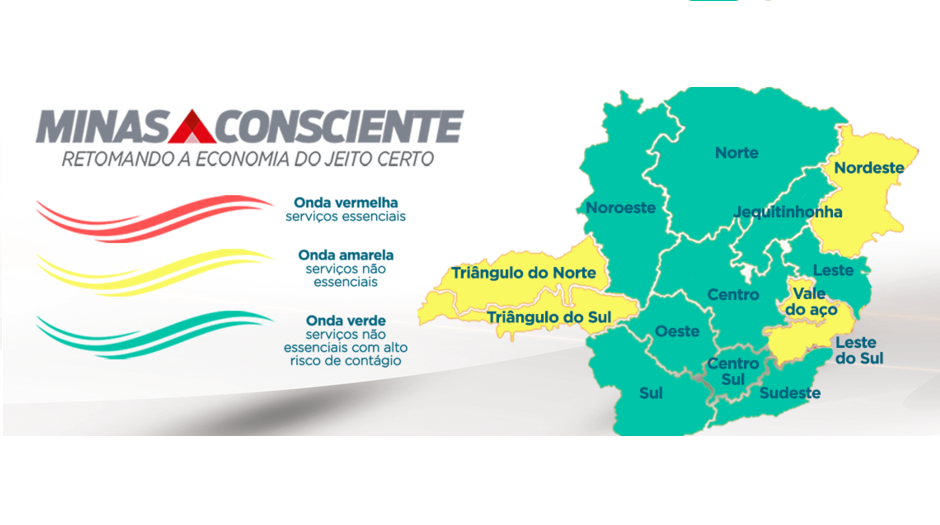 MINAS CONSCIENTE
RETOMANDO A ECONOMIA DO JEITO CERTO
Onda vermelha
serviços essenciais
Onda amarela
serviços não
essenciais
Onda verde
serviços não
essenciais com alto
risco de contágio
Norte
Nordeste
Noroeste
Jequitinhonha
Triângulo do Norte
Leste
Centro
Vale
do aço
Triângulo do Sul
Oeste
Leste
do Sul
Centro
Sul
Sul
Sudeste